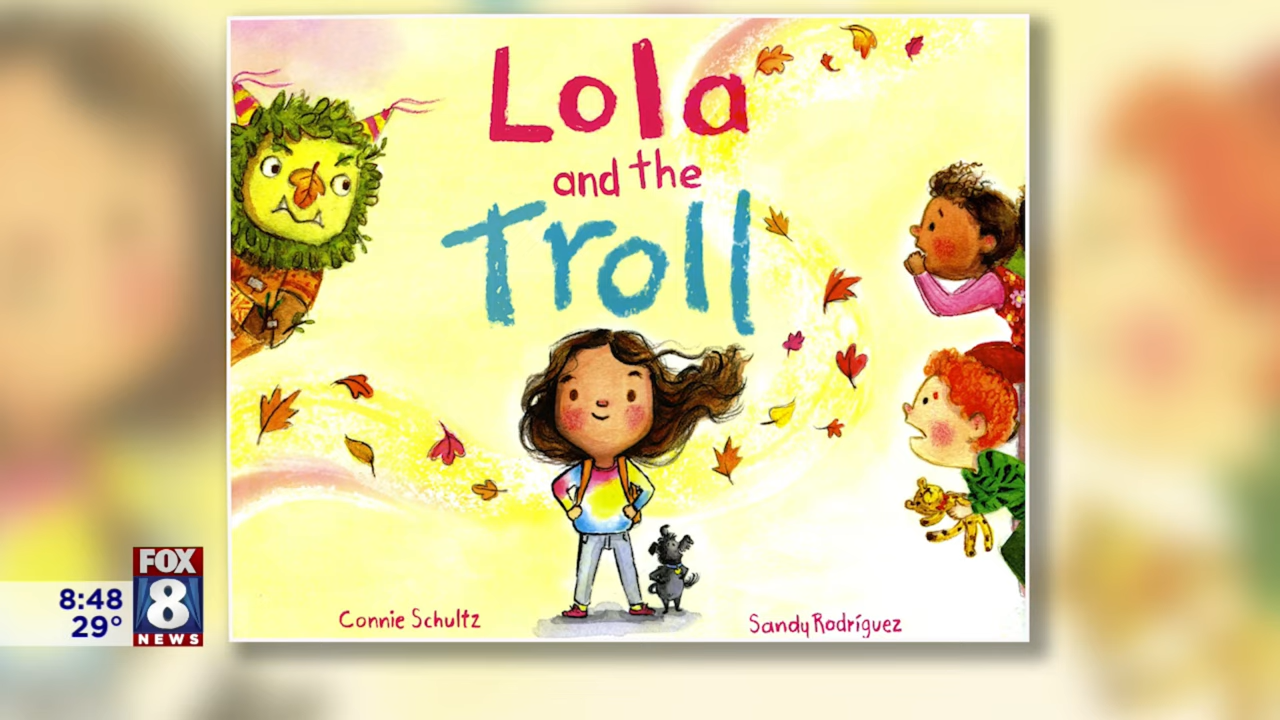 Lola
and the
Troll
Connie Schultz
Sandy Rodríguez
8:48
29°
FOX
8
NEWS